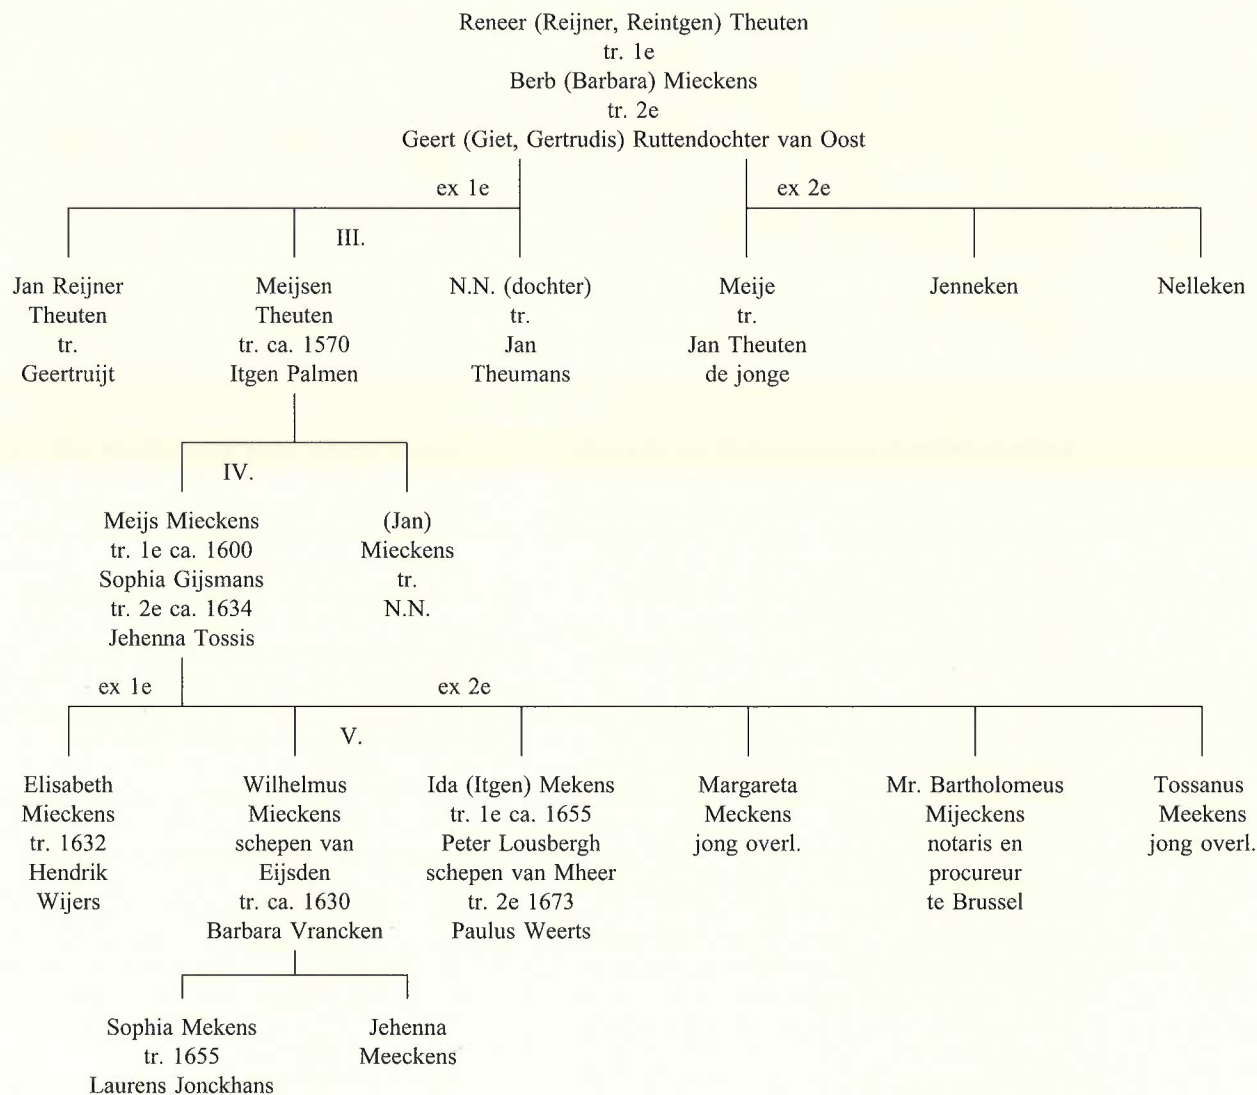 Reneer (Reijner, Reintgen) Theuten
tr. 1e
Berb (Barbara) Mieckens
tr. 2e
Geert (Giet, Gertrudis) Ruttendochter van Oost
ex 1e
ex 2e
III.
Jan Reijner
Theuten
tr.
Geertruijt
Meijsen
Theuten
tr. ca. 1570
Itgen Palmen
N.N. (dochter)
tr.
Jan
Theumans
Meije
tr.
Jan Theuten
de jonge
Jenneken
Nelleken
IV.
Meijs Mieckens
tr. 1e ca. 1600
Sophia Gijsmans
tr. 2e ca. 1634
Jehenna Tossis
(Jan)
Mieckens
tr.
N.N.
ex 1e
ex 2e
V.
Elisabeth
Mieckens
tr. 1632
Hendrik
Wijers
Wilhelmus
Mieckens
schepen van
Eijsden
tr. ca. 1630
Barbara Vrancken
Ida (Itgen) Mekens
tr. 1e ca. 1655
Peter Lousbergh
schepen van Mheer
tr. 2e 1673
Paulus Weerts
Margareta
Meckens
jong overl.
Mr. Bartholomeus
Mijeckens
notaris en
procureur
te Brussel
Tossanus
Meekens
jong overl.
Sophia Mekens
tr. 1655
Laurens Jonckhans
Jehenna
Meeckens